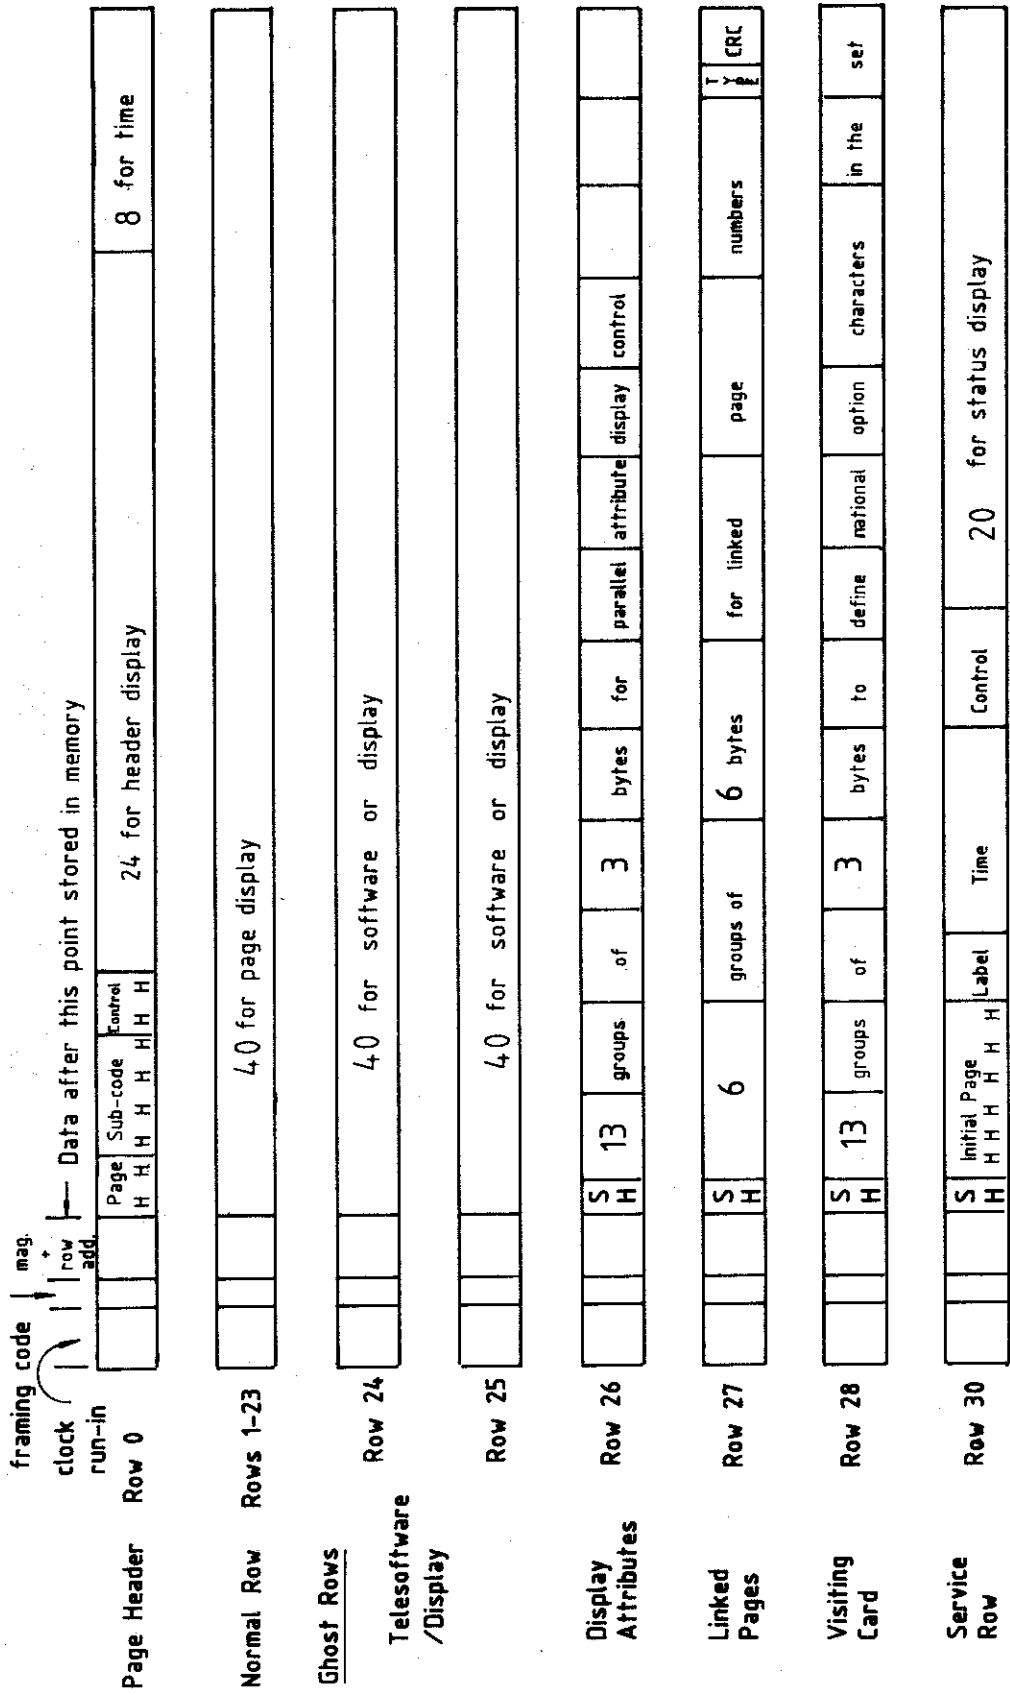 framing code
clock
run-in
mag.
+
row
add.
Data after this point stored in memory
Page Header Row 0
Page Sub-code Control
H H H H H H H H
24 for header display
8 for time
Normal Row Rows 1-23
40 for page display
Ghost Rows
Telesoftware
/Display
Row 24
40 for software or display
Row 25
40 for software or display
Display
Attributes
Row 26
S
H
13 groups of 3 bytes for parallel attribute display control
Linked
Pages
Row 27
S
H
6 groups of 6 bytes for linked page numbers
TYPE
CRC
Visiting
Card
Row 28
S
H
13 groups of 3 bytes to define national option characters in the set
Service
Row
Row 30
S
H
Initial Page
H H H H H H
Label
Time
Control
20 for status display